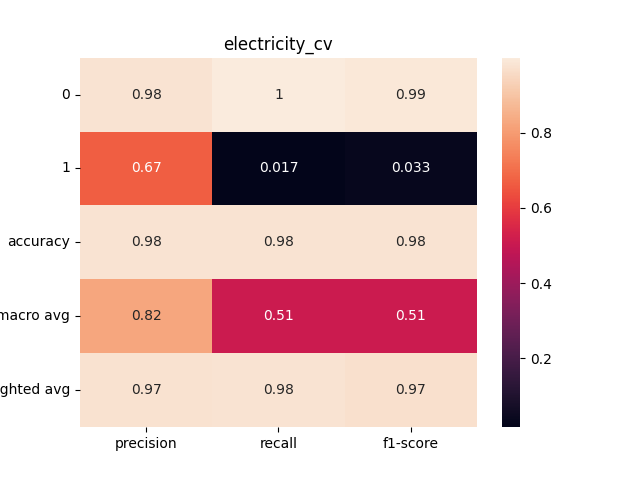 electricity_cv
0 0.98 1 0.99
1 0.67 0.017 0.033
accuracy 0.98 0.98 0.98
macro avg 0.82 0.51 0.51
ghted avg 0.97 0.98 0.97
precision recall f1-score
0.8
0.6
0.4
0.2